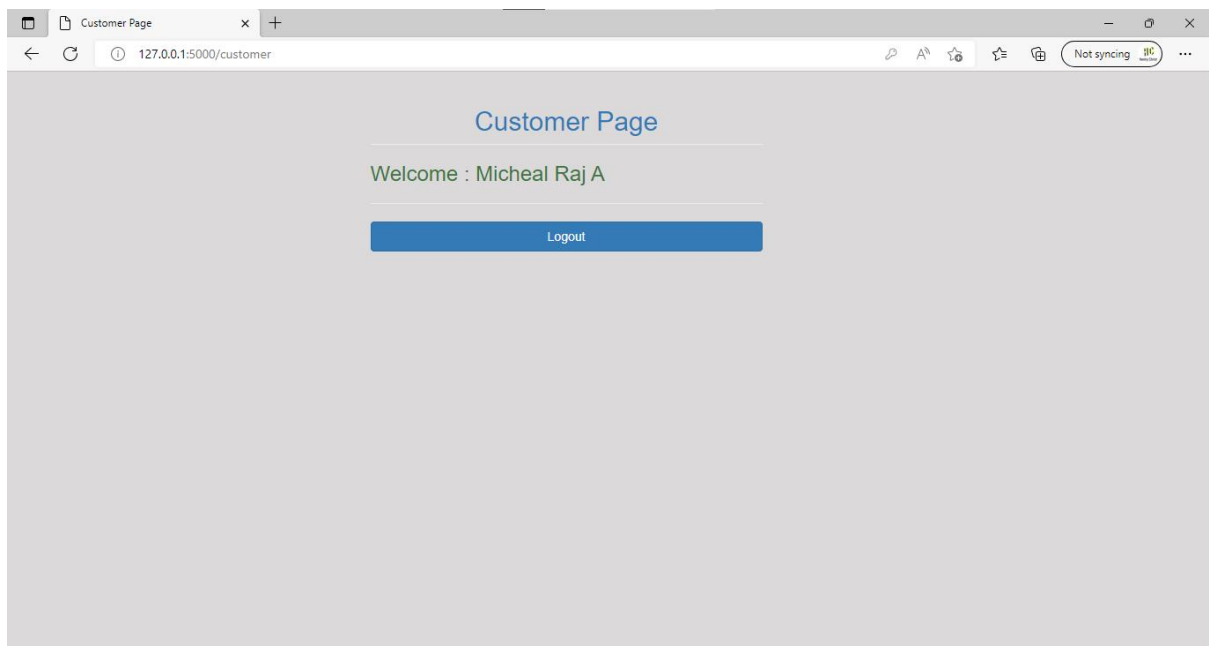 Customer Page
127.0.0.1:5000/customer
Not syncing
Customer Page
Welcome : Micheal Raj A
Logout